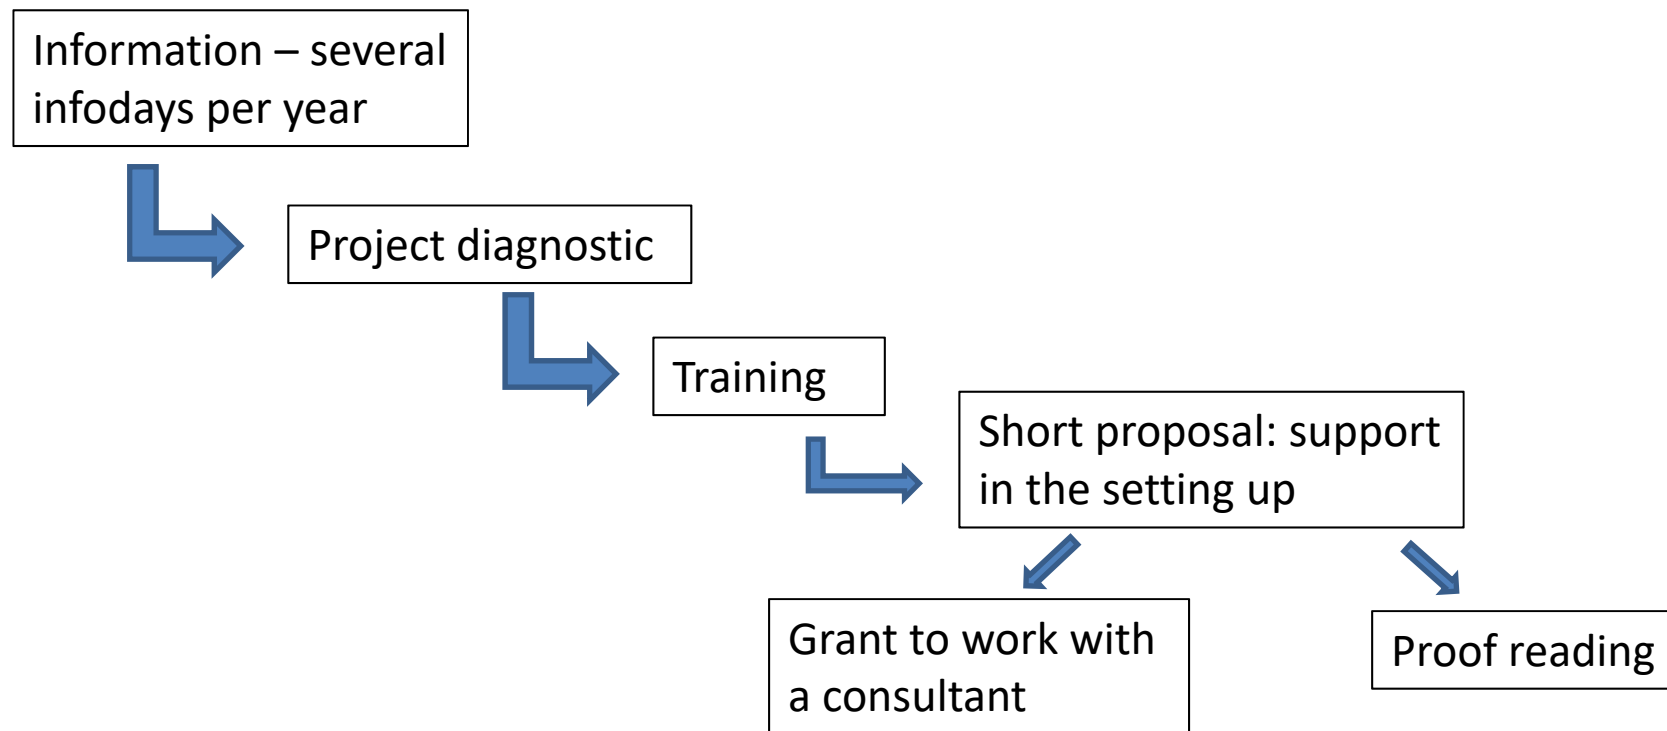 Information – several
infodays per year
Project diagnostic
Training
Short proposal: support
in the setting up
Grant to work with
a consultant
Proof reading